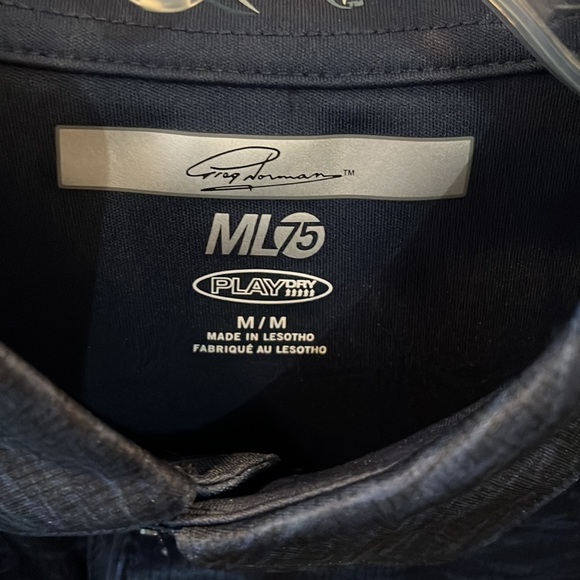 Greg Norman™
ML75
PLAYDRY
M/M
MADE IN LESOTHO
FABRIQUÉ AU LESOTHO